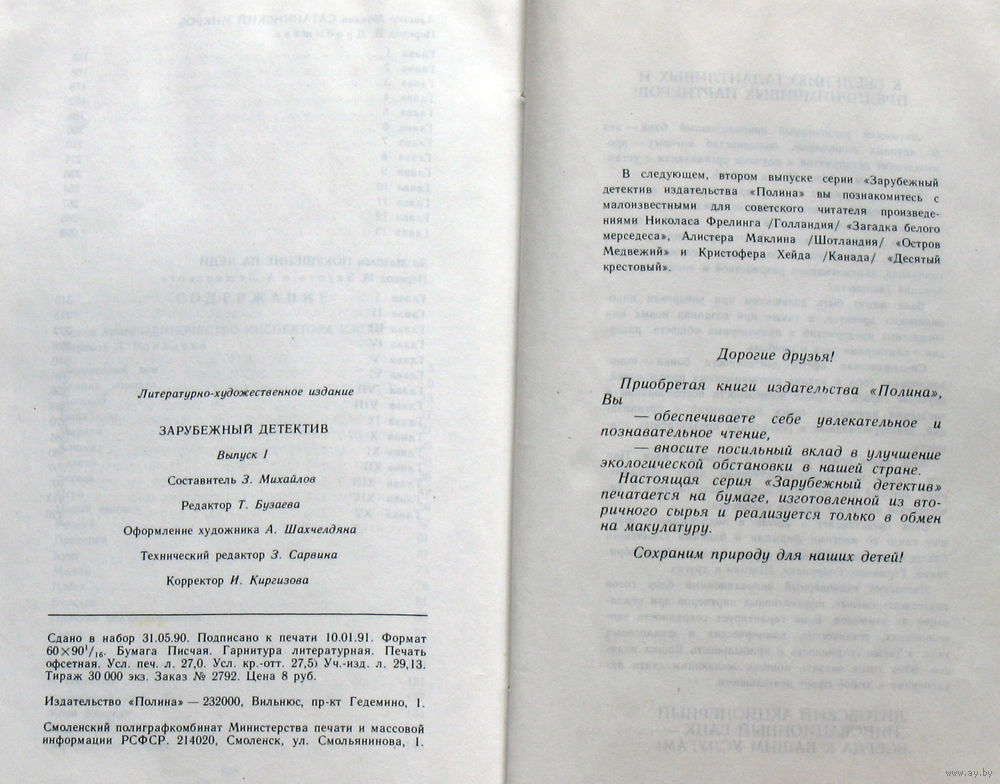 Литературно-художественное издание
ЗАРУБЕЖНЫЙ ДЕТЕКТИВ
Выпуск I
Составитель З. Михайлов
Редактор Т. Бузаева
Оформление художника А. Шахчелдяна
Технический редактор З. Сарвина
Корректор И. Киргизова
Сдано в набор 31.05.90. Подписано к печати 10.01.91. Формат
60×90¹/₁₆. Бумага Писчая. Гарнитура литературная. Печать
офсетная. Усл. печ. л. 27,0. Усл. кр.-отт. 27,5) Уч.-изд. л. 29,13.
Тираж 30 000 экз. Заказ № 2792. Цена 8 руб.
Издательство «Полина» — 232000, Вильнюс, пр-кт Гедемино, 1.
Смоленский полиграфкомбинат Министерства печати и массовой
информации РСФСР. 214020, Смоленск, ул. Смольянинова, 1.
В следующем, втором выпуске серии «Зарубежный
детектив издательства «Полина» вы познакомитесь с
малоизвестными для советского читателя произведе-
ниями Николаса Фрелинга /Голландия/ «Загадка белого
мерседеса», Алистера Маклина /Шотландия/ «Остров
Медвежий» и Кристофера Хейда /Канада/ «Десятый
крестовый».
Дорогие друзья!
Приобретая книги издательства «Полина»,
Вы
— обеспечиваете себе увлекательное и
познавательное чтение,
— вносите посильный вклад в улучшение
экологической обстановки в нашей стране.
Настоящая серия «Зарубежный детектив»
печатается на бумаге, изготовленной из вто-
ричного сырья и реализуется только в обмен
на макулатуру.
Сохраним природу для наших детей!
www.ay.by